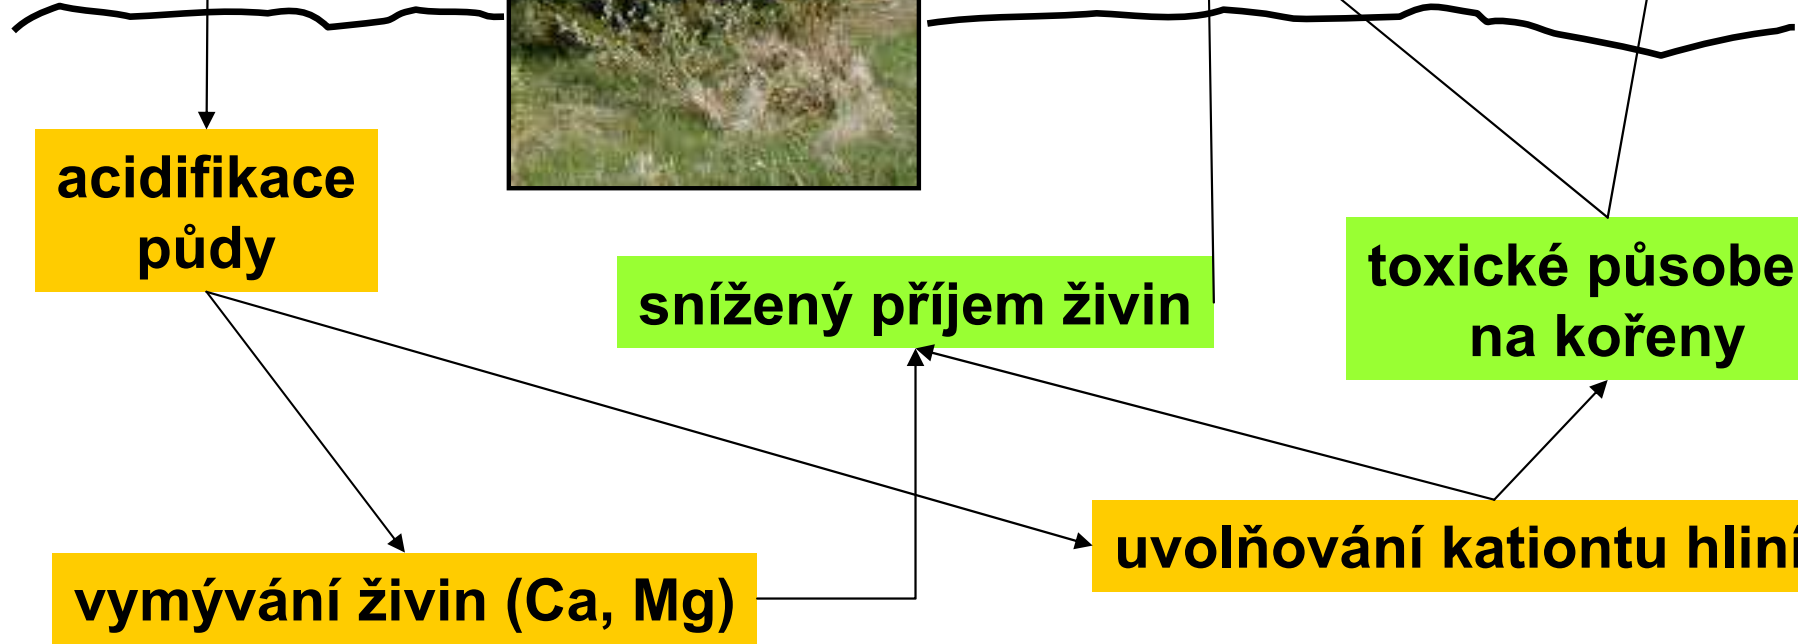 acidifikace
půdy
snížený příjem živin
toxické působe
na kořeny
uvolňování kationtu hliní
vymývání živin (Ca, Mg)